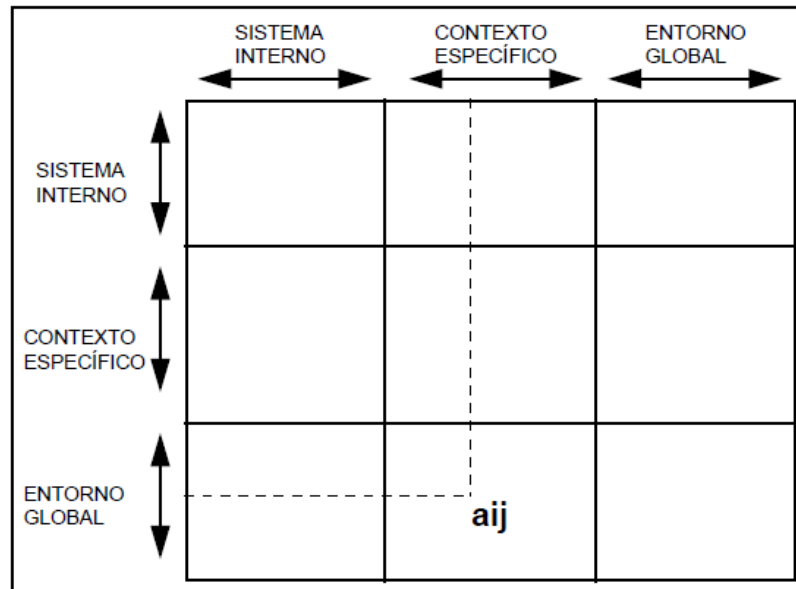 SISTEMA
INTERNO
CONTEXTO
ESPECÍFICO
ENTORNO
GLOBAL
SISTEMA
INTERNO
CONTEXTO
ESPECÍFICO
ENTORNO
GLOBAL
aij